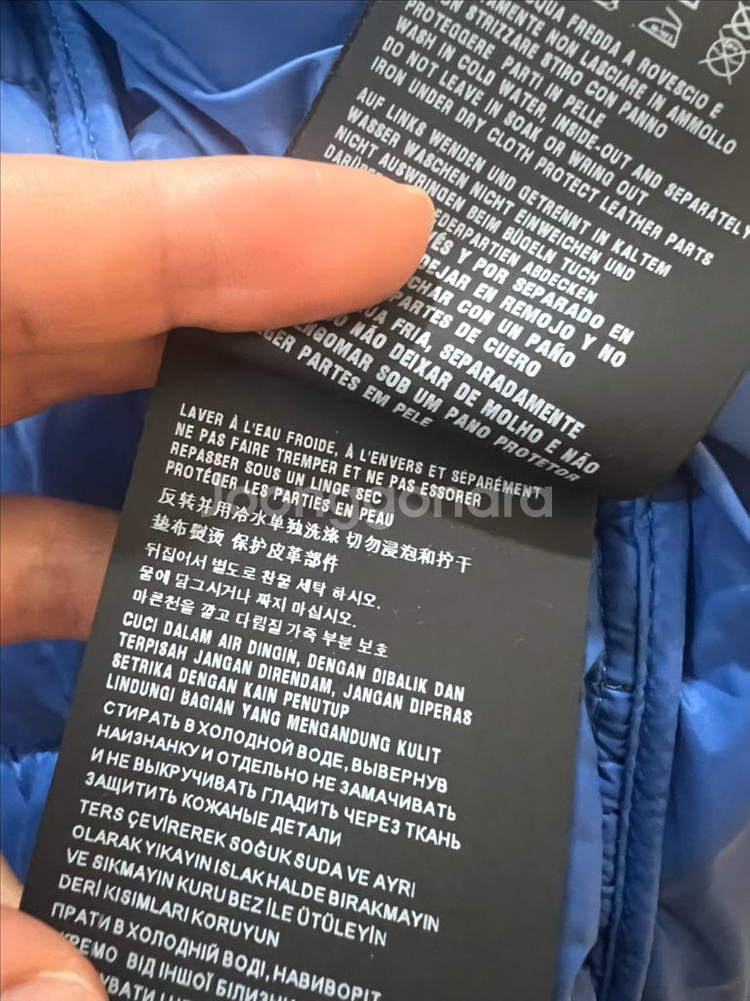 ACQUA FREDDA A ROVESCIO E
NON LASCIARE IN AMMOLLO
NON STRIZZARE STIRO CON PANNO
PROTEGGERE PARTI IN PELLE
WASH IN COLD WATER, INSIDE-OUT AND SEPARATELY
DO NOT LEAVE IN SOAK OR WRING OUT
IRON UNDER DRY CLOTH PROTECT LEATHER PARTS
AUF LINKS WENDEN UND GETRENNT IN KALTEM
WASSER WASCHEN NICHT EINWEICHEN UND
NICHT AUSWRINGEN BEIM BÜGELN TUCH
ABDECKEN
Y POR SEPARADO EN
DEJAR EN REMOJO Y NO
CON UN PAÑO
PARTES DE CUERO
FRIA, SEPARADAMENTE
NÃO DEIXAR DE MOLHO E NÃO
SOB UM PANO PROTETOR
PARTES EM PELE
LAVER À L'EAU FROIDE, À L'ENVERS ET SÉPARÉMENT
NE PAS FAIRE TREMPER ET NE PAS ESSORER
REPASSER SOUS UN LINGE SEC
PROTÉGER LES PARTIES EN PEAU
joonggonara
反转并用冷水单独洗涤 切勿浸泡和拧干
垫布熨烫 保护皮革部件
뒤집어서 별도로 찬물 세탁 하시오.
물에 담그시거나 짜지 마십시오.
마른천을 깔고 다림질 가죽 부분 보호
CUCI DALAM AIR DINGIN, DENGAN DIBALIK DAN
TERPISAH JANGAN DIRENDAM, JANGAN DIPERAS
SETRIKA DENGAN KAIN PENUTUP
LINDUNGI BAGIAN YANG MENGANDUNG KULIT
СТИРАТЬ В ХОЛОДНОЙ ВОДЕ, ВЫВЕРНУВ
НАИЗНАНКУ И ОТДЕЛЬНО НЕ ЗАМАЧИВАТЬ
И НЕ ВЫКРУЧИВАТЬ ГЛАДИТЬ ЧЕРЕЗ ТКАНЬ
ЗАЩИТИТЬ КОЖАНЫЕ ДЕТАЛИ
TERS ÇEVİREREK SOĞUK SUDA VE AYRI
OLARAK YIKAYIN ISLAK HALDE BIRAKMAYIN
VE SIKMAYIN KURU BEZ İLE ÜTÜLEYİN
DERİ KISIMLARI KORUYUN
ПРАТИ В ХОЛОДНІЙ ВОДІ, НАВИВОРІТ
ВІД ІНШОЇ БІЛИЗНИ